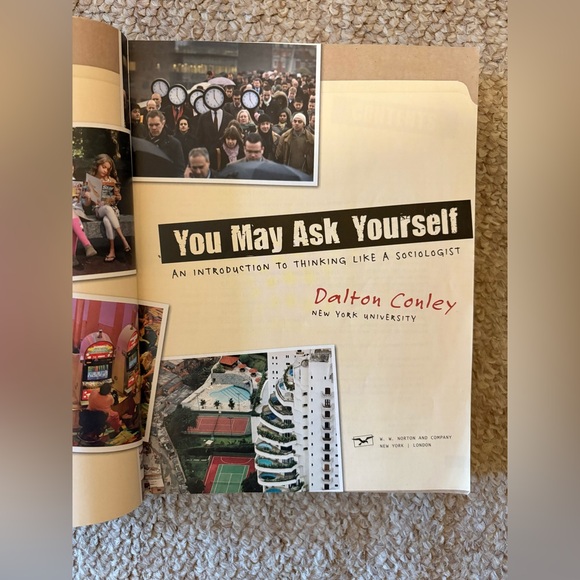 You May Ask Yourself
AN INTRODUCTION TO THINKING LIKE A SOCIOLOGIST
Dalton Conley
NEW YORK UNIVERSITY
W. W. NORTON AND COMPANY
NEW YORK | LONDON